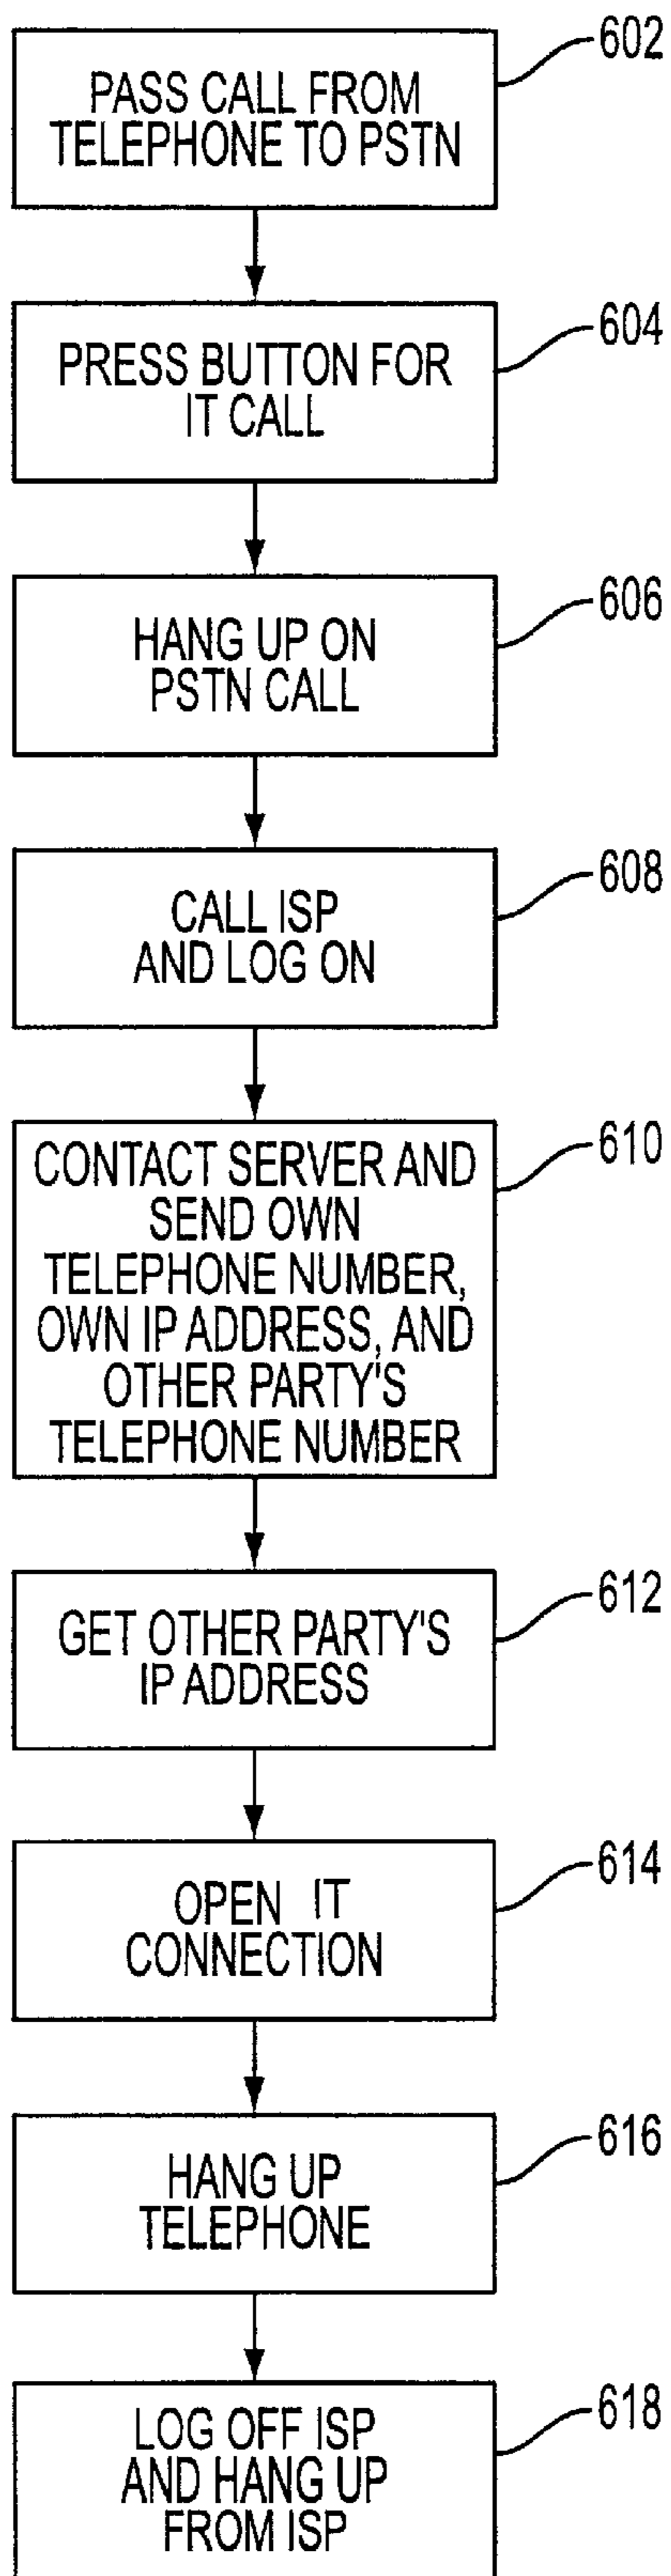 602
PASS CALL FROM
TELEPHONE TO PSTN
604
PRESS BUTTON FOR
IT CALL
606
HANG UP ON
PSTN CALL
608
CALL ISP
AND LOG ON
610
CONTACT SERVER AND
SEND OWN
TELEPHONE NUMBER,
OWN IP ADDRESS, AND
OTHER PARTY'S
TELEPHONE NUMBER
612
GET OTHER PARTY'S
IP ADDRESS
614
OPEN IT
CONNECTION
616
HANG UP
TELEPHONE
618
LOG OFF ISP
AND HANG UP
FROM ISP